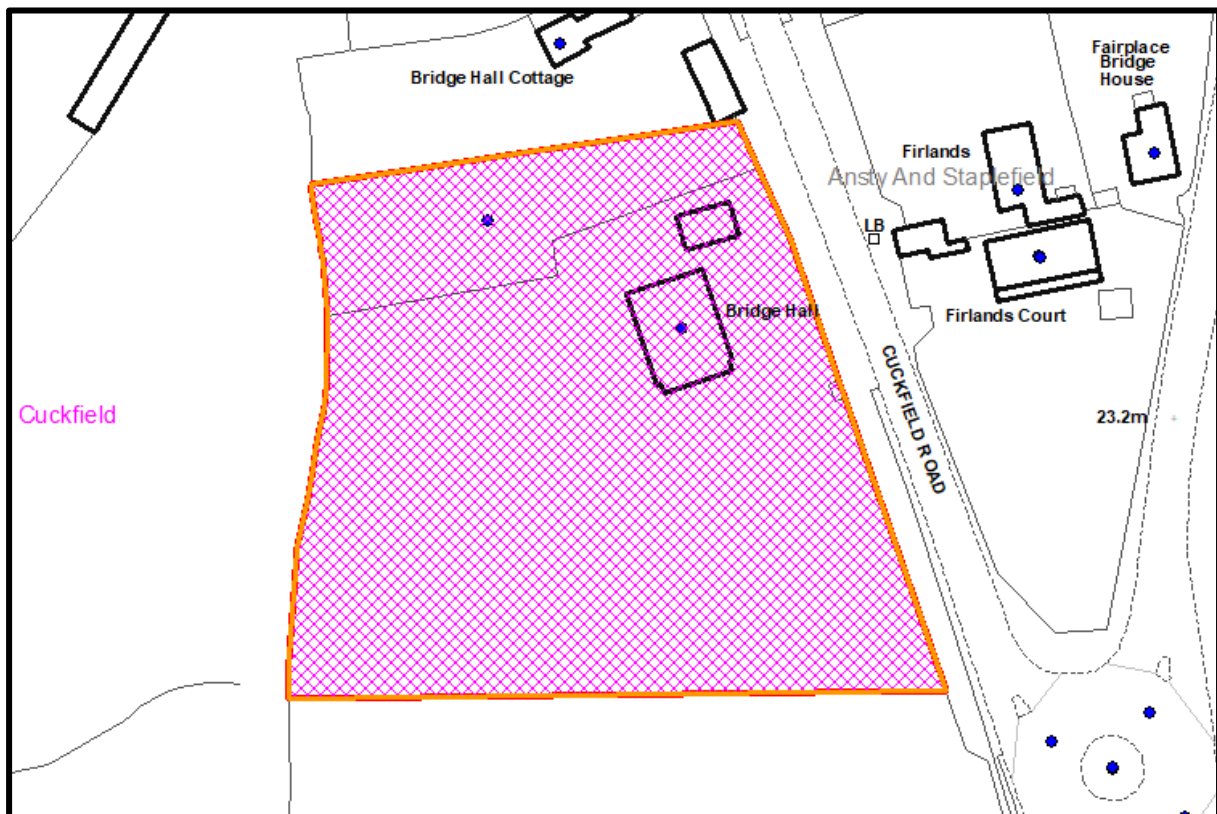 Fairplace
Bridge
House
Bridge Hall Cottage
Firlands
Ansty And Staplefield
LB
Bridge Hall
Firlands Court
CUCKFIELD ROAD
Cuckfield
23.2m